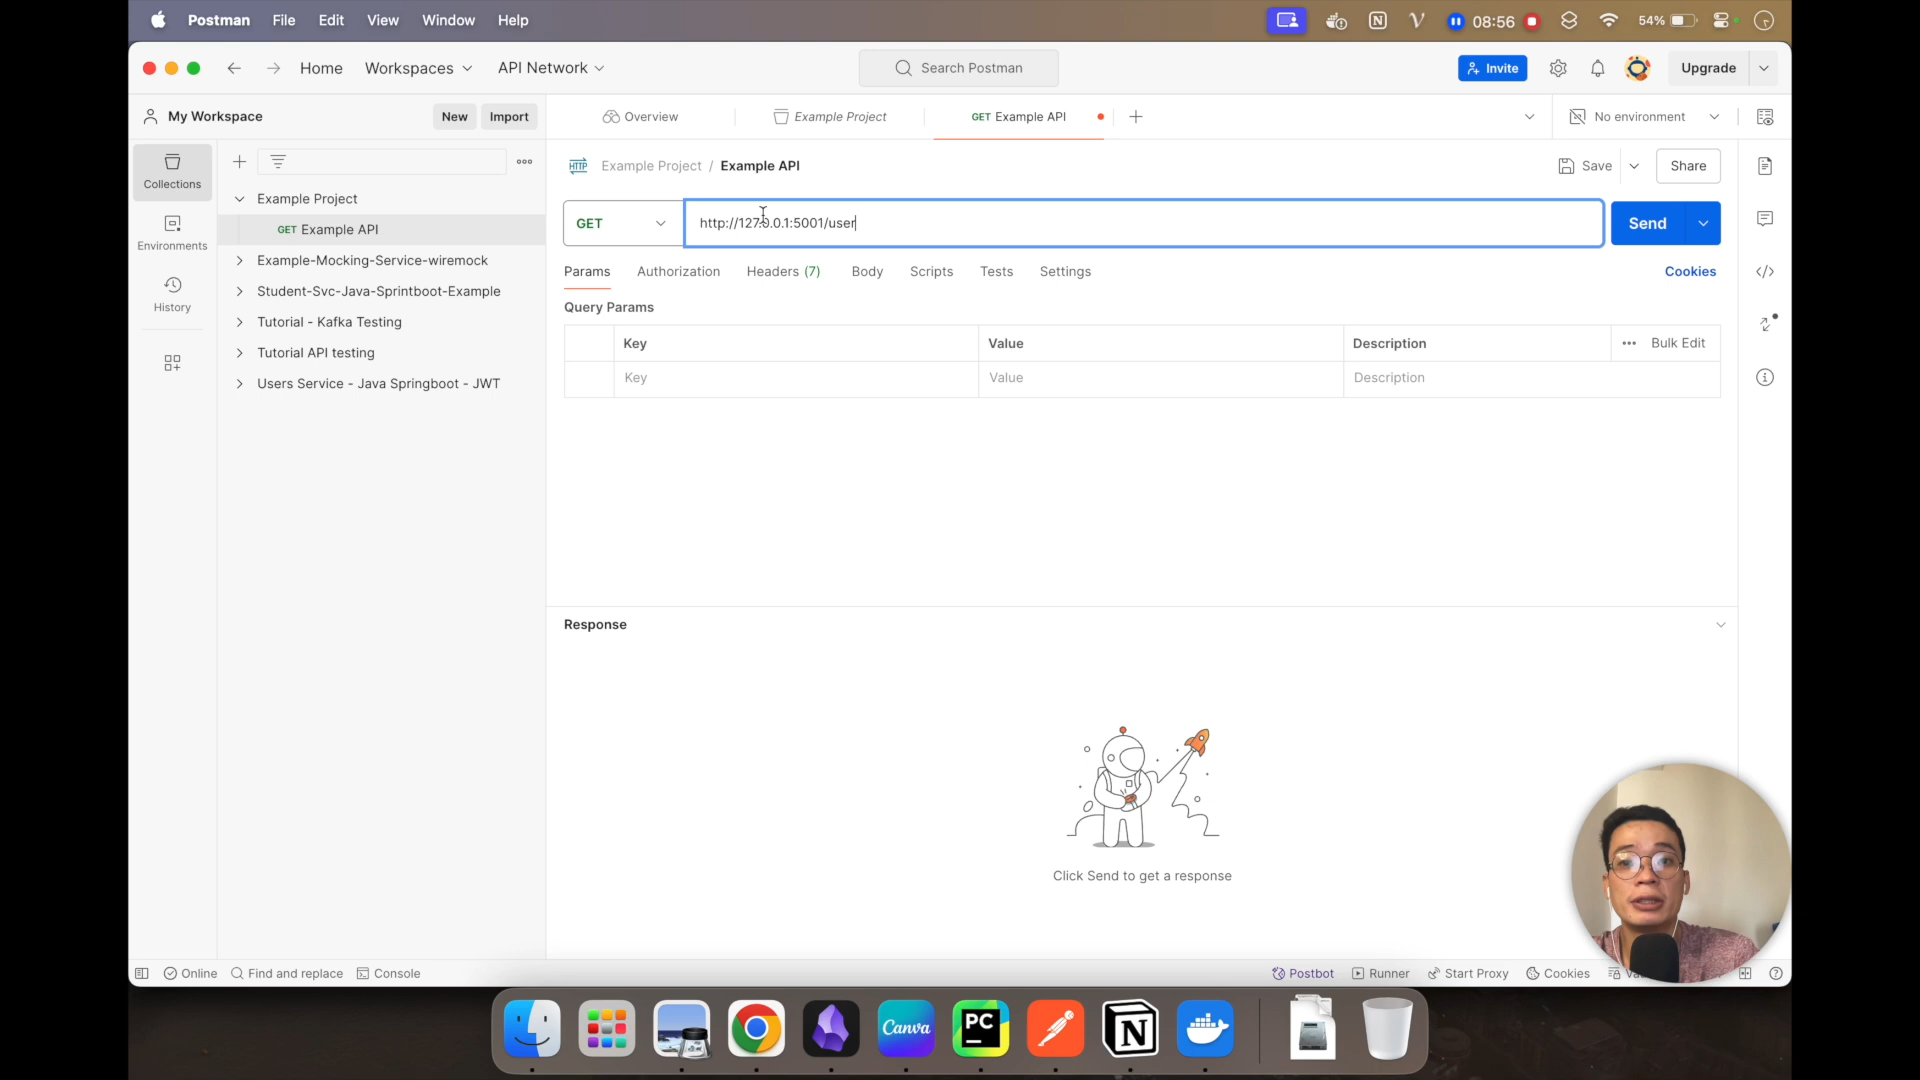 Postman File Edit View Window Help
08:56 54%
Home Workspaces API Network
Search Postman
Invite
Upgrade
My Workspace
New Import
Overview
Example Project
GET Example API
No environment
Collections
Environments
History
Example Project
GET Example API
Example-Mocking-Service-wiremock
Student-Svc-Java-Sprintboot-Example
Tutorial - Kafka Testing
Tutorial API testing
Users Service - Java Springboot - JWT
HTTP Example Project / Example API
Save
Share
GET
http://127.0.0.1:5001/user
Send
Params Authorization Headers (7) Body Scripts Tests Settings
Cookies
Query Params
Key Value Description Bulk Edit
Key Value Description
Response
Click Send to get a response
Online Find and replace Console
Postbot Runner Start Proxy Cookies
Canva
PC